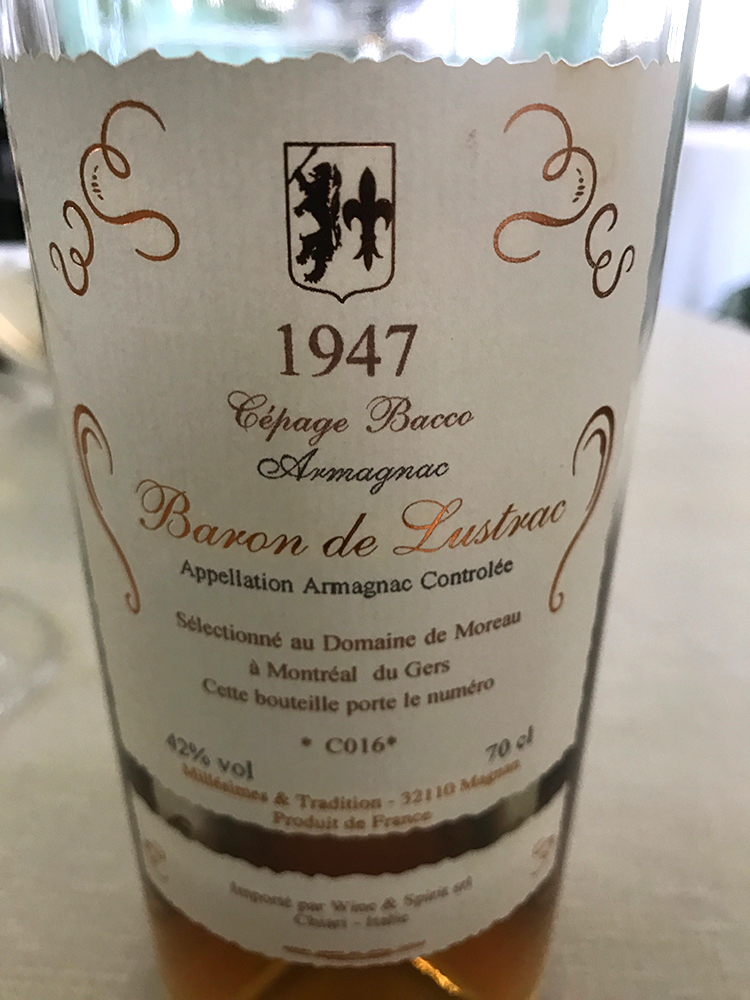 1947
Cépage Bacco
Armagnac
Baron de Lustrac
Appellation Armagnac Controlée
Sélectionné au Domaine de Moreau
à Montréal du Gers
Cette bouteille porte le numéro
* C016*
42% vol
70 cl
Millésimes & Tradition - 32110 Magnan
Produit de France
Importé par Wine & Spirit srl
Chiari - Italie